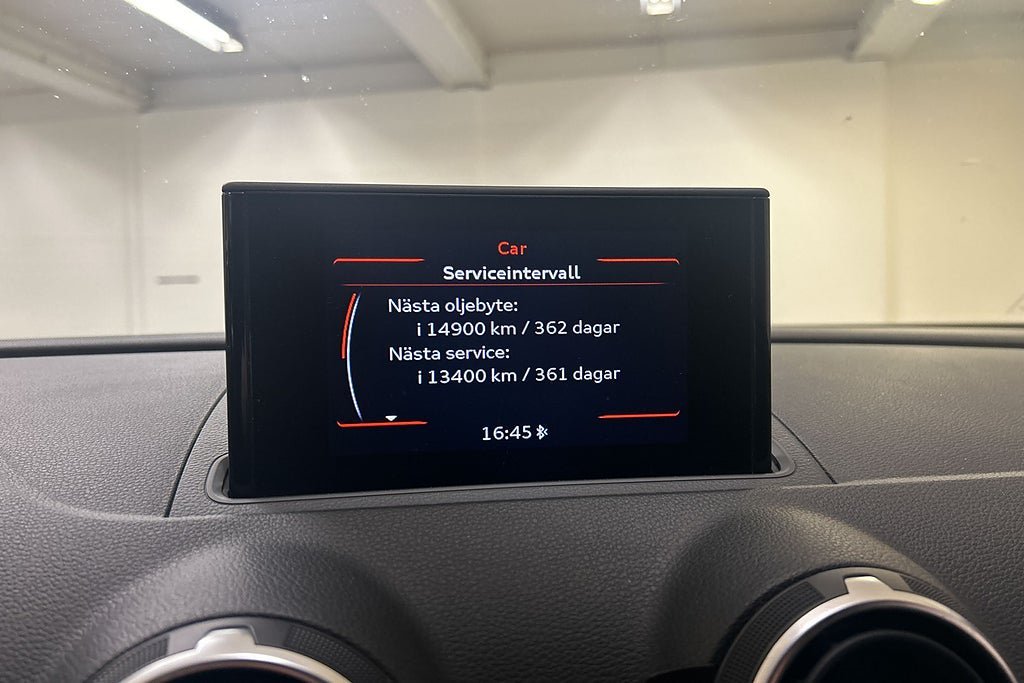 Car
Serviceintervall
Nästa oljebyte:
i 14900 km / 362 dagar
Nästa service:
i 13400 km / 361 dagar
16:45